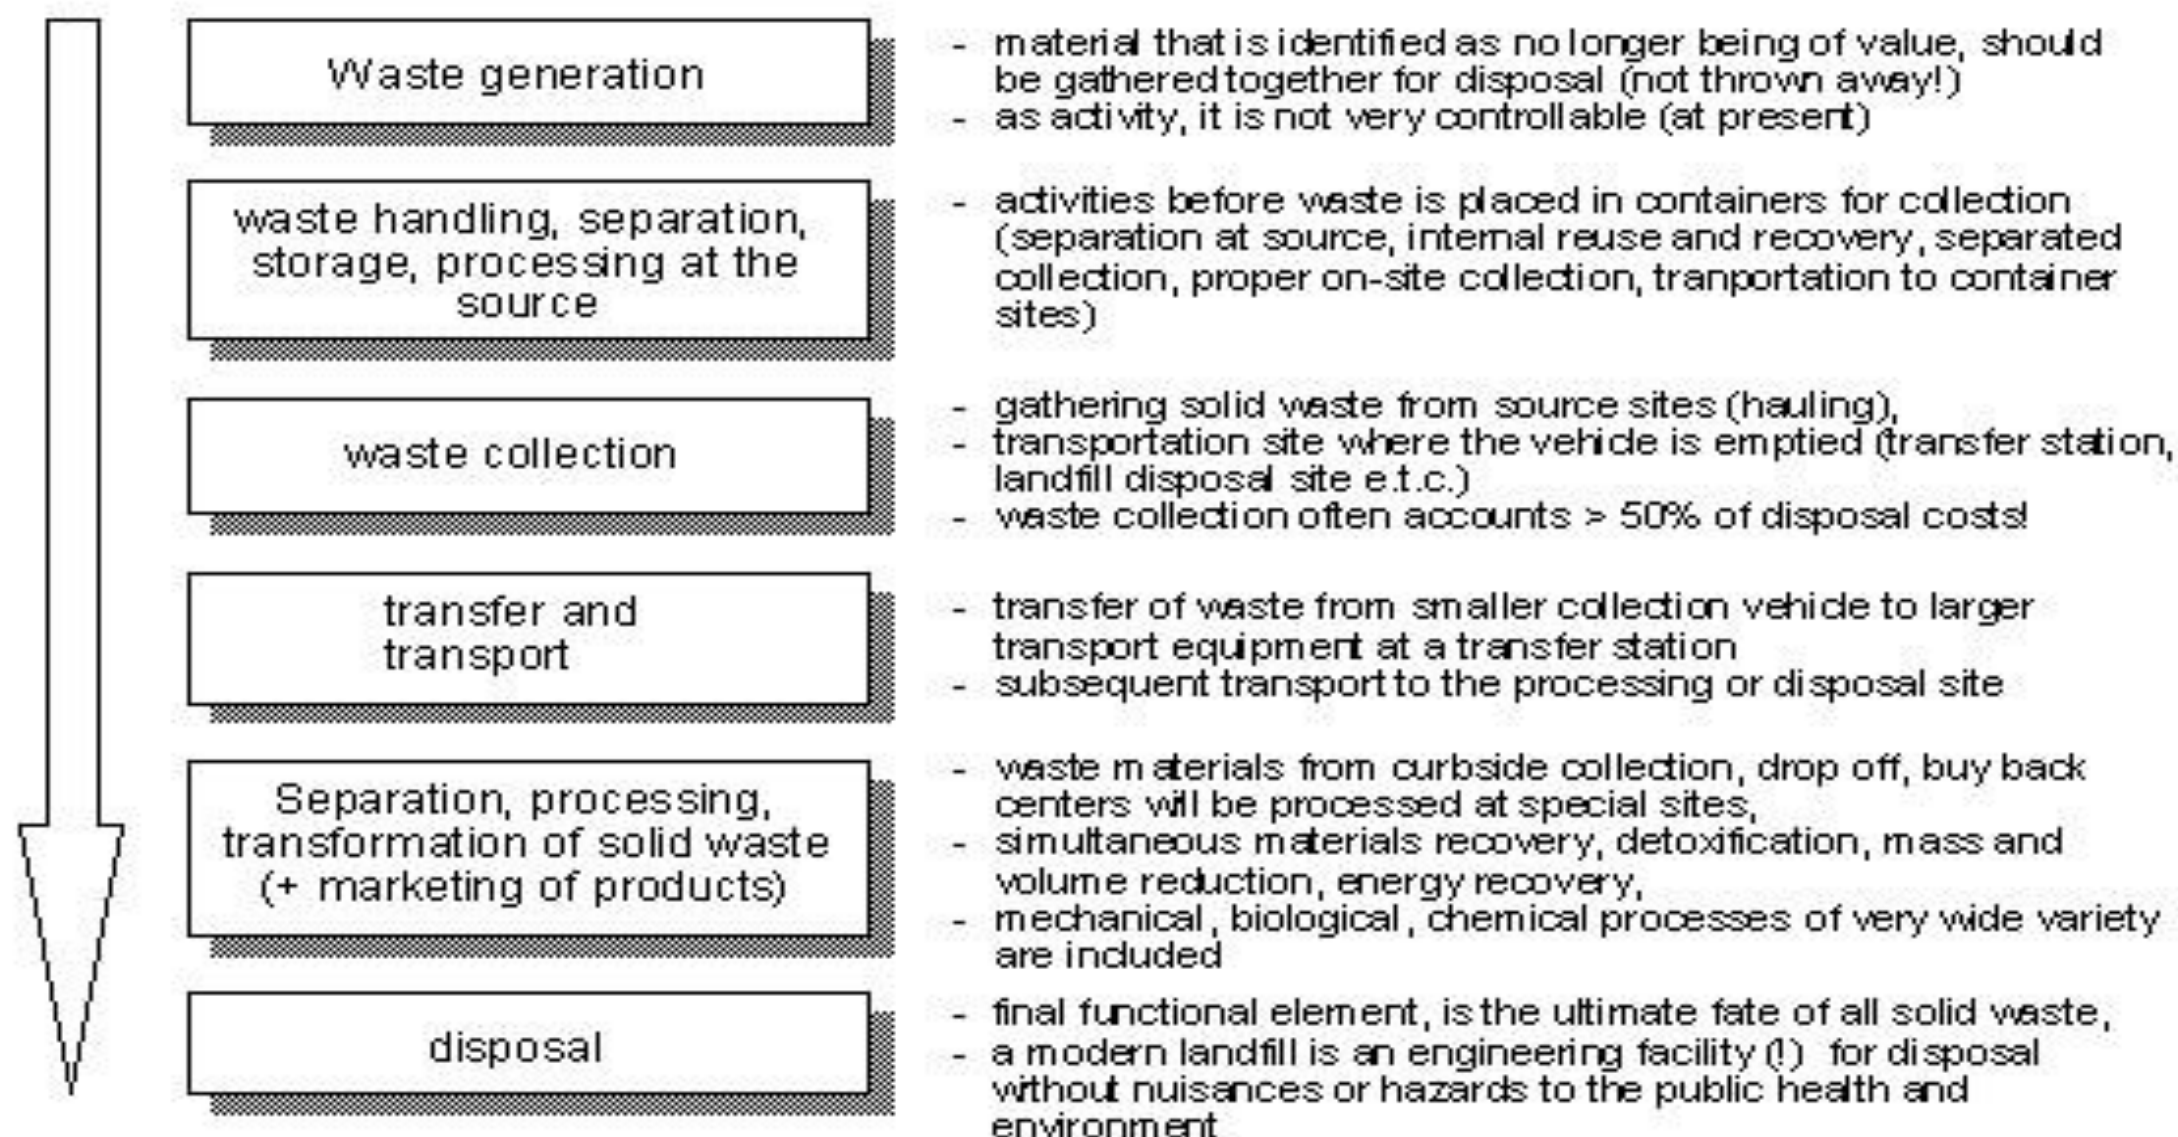 Waste generation
- material that is identified as no longer being of value, should
be gathered together for disposal (not thrown away!)
- as activity, it is not very controllable (at present)
waste handling, separation,
storage, processing at the
source
- activities before waste is placed in containers for collection
(separation at source, internal reuse and recovery, separated
collection, proper on-site collection, tranportation to container
sites)
waste collection
- gathering solid waste from source sites (hauling),
- transportation site where the vehicle is emptied (transfer station,
landfill disposal site e.t.c.)
- waste collection often accounts > 50% of disposal costs!
transfer and
transport
- transfer of waste from smaller collection vehicle to larger
transport equipment at a transfer station
- subsequent transport to the processing or disposal site
Separation, processing,
transformation of solid waste
(+ marketing of products)
- waste materials from curbside collection, drop off, buy back
centers will be processed at special sites,
- simultaneous materials recovery, detoxification, mass and
volume reduction, energy recovery,
- mechanical, biological, chemical processes of very wide variety
are included
disposal
- final functional element, is the ultimate fate of all solid waste,
- a modern landfill is an engineering facility (!) for disposal
without nuisances or hazards to the public health and
environment